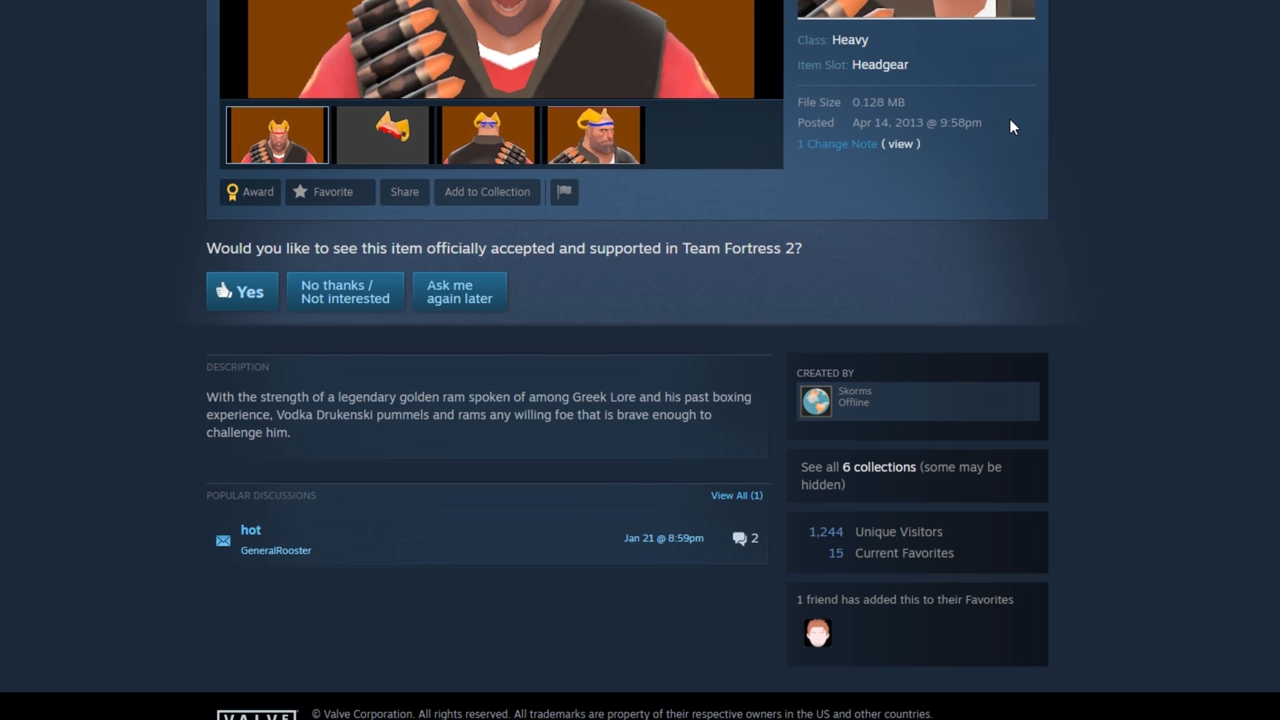 Class: Heavy
Item Slot: Headgear
File Size 0.128 MB
Posted Apr 14, 2013 @ 9:58pm
1 Change Note ( view )
Award Favorite Share Add to Collection
Would you like to see this item officially accepted and supported in Team Fortress 2?
Yes
No thanks /
Not interested
Ask me
again later
DESCRIPTION
With the strength of a legendary golden ram spoken of among Greek Lore and his past boxing
experience, Vodka Drukenski pummels and rams any willing foe that is brave enough to
challenge him.
POPULAR DISCUSSIONS View All (1)
hot
GeneralRooster
Jan 21 @ 8:59pm 2
CREATED BY
Skorms
Offline
See all 6 collections (some may be
hidden)
1,244 Unique Visitors
15 Current Favorites
1 friend has added this to their Favorites
VALVE © Valve Corporation. All rights reserved. All trademarks are property of their respective owners in the US and other countries.